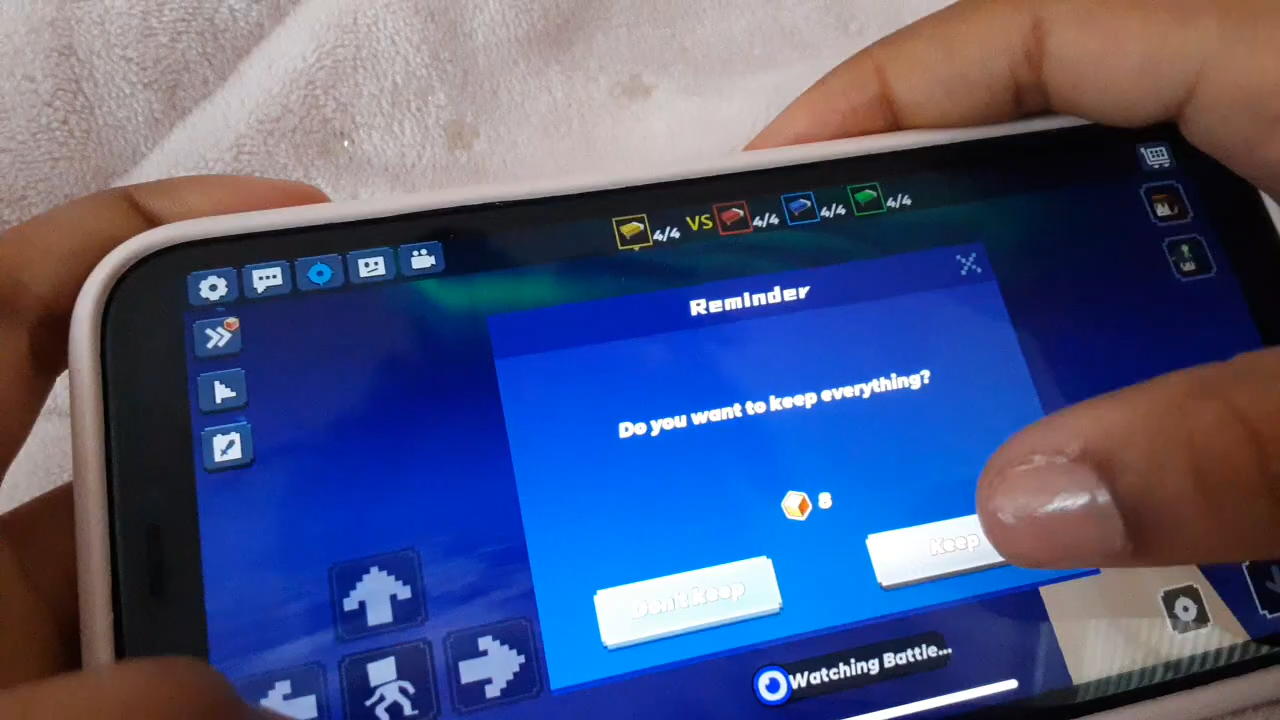 4/4 VS 4/4 4/4 4/4
Reminder
Do you want to keep everything?
8
Don't keep
Keep
Watching Battle...